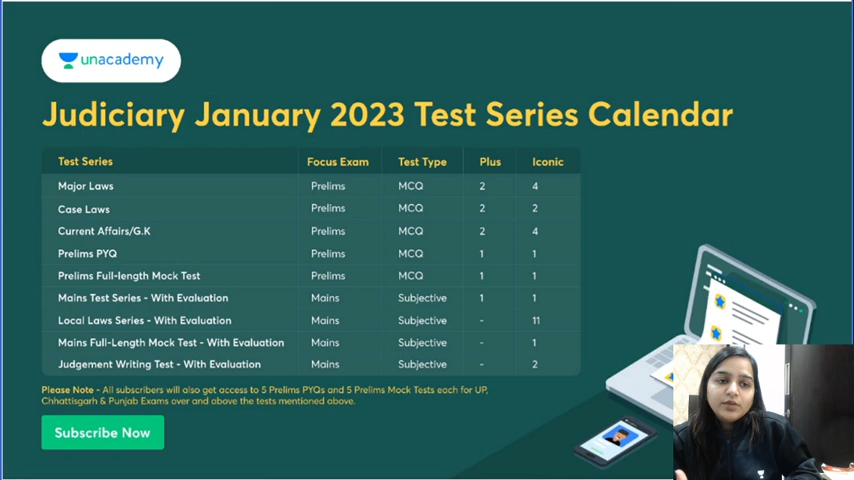 unacademy
Judiciary January 2023 Test Series Calendar
Test Series Focus Exam Test Type Plus Iconic
Major Laws Prelims MCQ 2 4
Case Laws Prelims MCQ 2 2
Current Affairs/G.K Prelims MCQ 2 4
Prelims PYQ Prelims MCQ 1 1
Prelims Full-length Mock Test Prelims MCQ 1 1
Mains Test Series - With Evaluation Mains Subjective 1 1
Local Laws Series - With Evaluation Mains Subjective - 11
Mains Full-Length Mock Test - With Evaluation Mains Subjective - 1
Judgement Writing Test - With Evaluation Mains Subjective - 2
Please Note - All subscribers will also get access to 5 Prelims PYQs and 5 Prelims Mock Tests each for UP,
Chhattisgarh & Punjab Exams over and above the tests mentioned above.
Subscribe Now